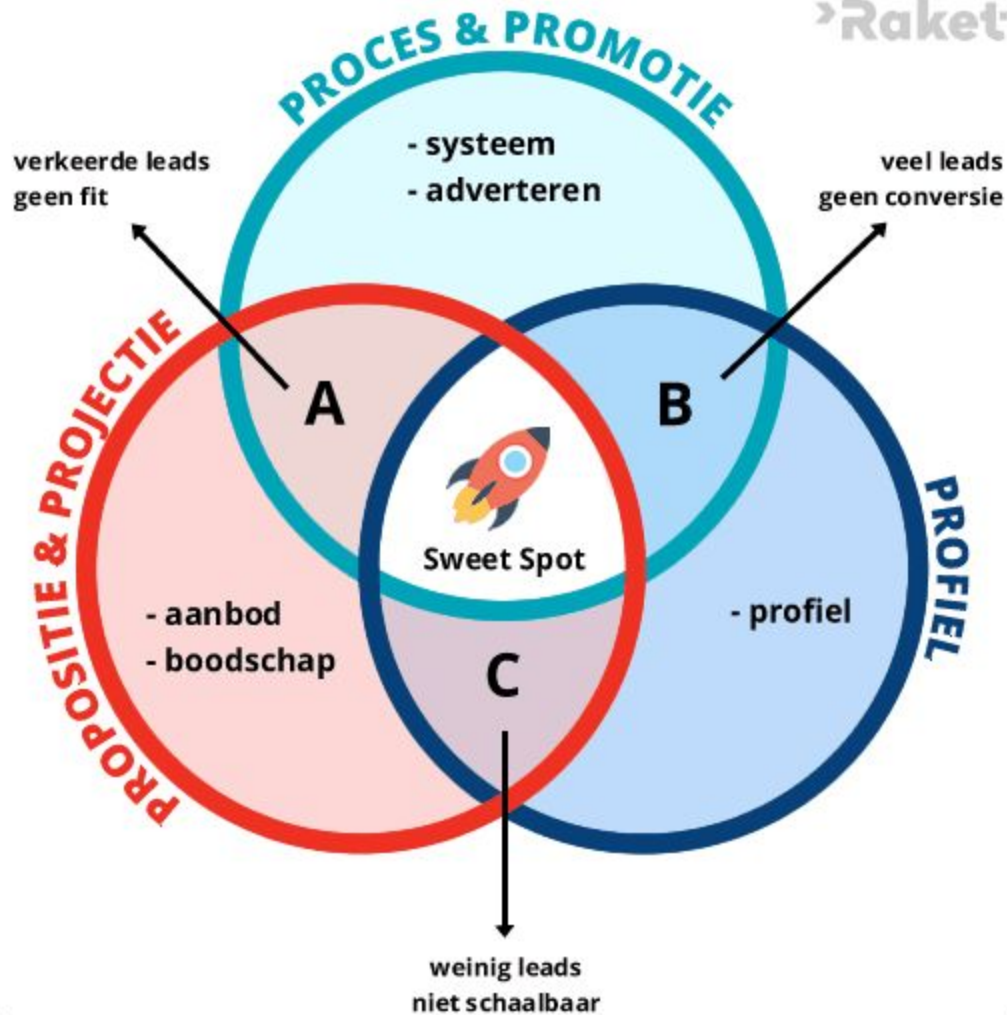 >Raket
PROCES & PROMOTIE
- systeem
- adverteren
verkeerde leads
geen fit
veel leads
geen conversie
PROPOSITIE & PROJECTIE
A
B
Sweet Spot
PROFIEL
- aanbod
- boodschap
- profiel
C
weinig leads
niet schaalbaar